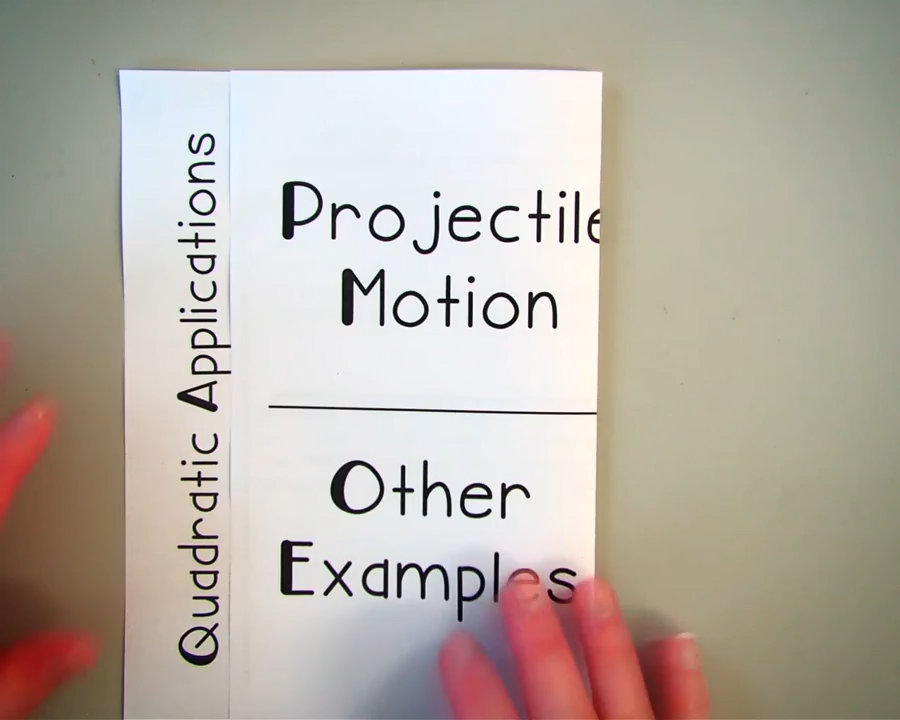 Quadratic Applications
Projectile
Motion
Other
Examples